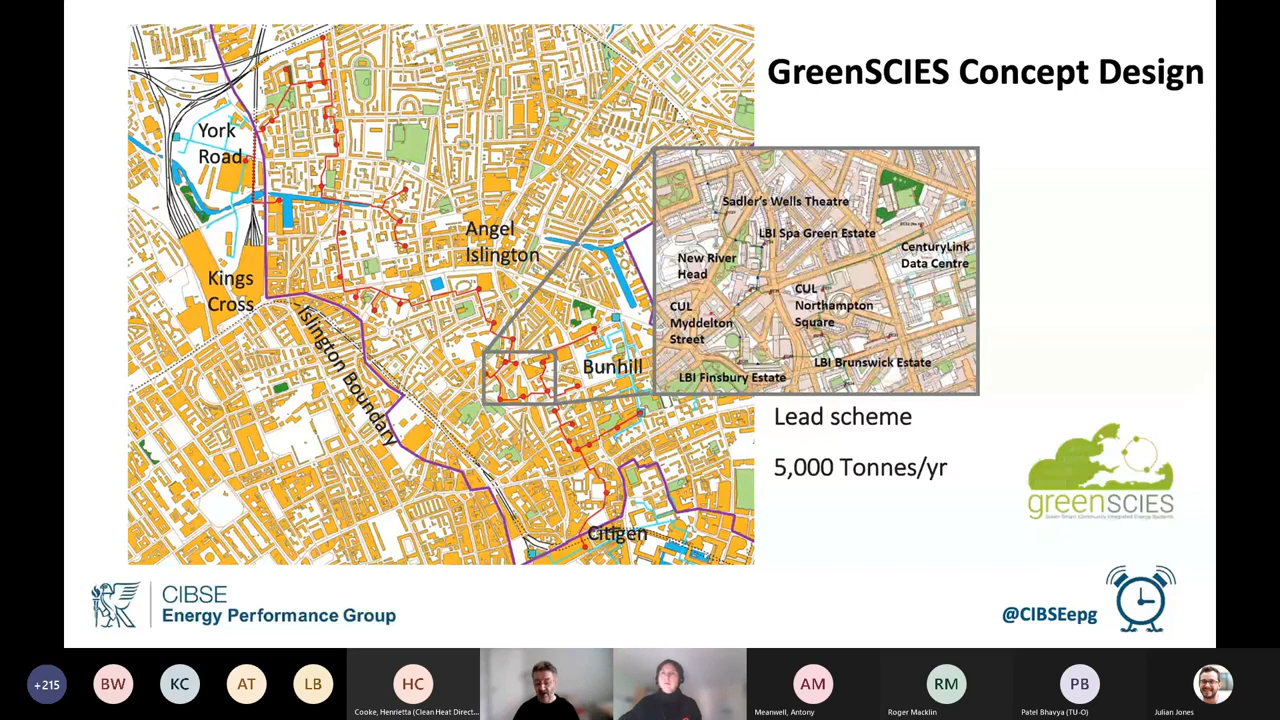 GreenSCIES Concept Design
York
Road
Kings
Cross
Angel
Islington
Islington Boundary
Bunhill
Citigen
Sadler's Wells Theatre
LBI Spa Green Estate
CenturyLink
Data Centre
New River
Head
CUL
Northampton
Square
CUL
Myddelton
Street
LBI Brunswick Estate
LBI Finsbury Estate
Lead scheme
5,000 Tonnes/yr
greenSCIES
CIBSE
Energy Performance Group
@CIBSEepg
+215
BW
KC
AT
LB
HC
Cooke, Henrietta (Clean Heat Direct...
AM
Meanwell, Antony
RM
Roger Macklin
PB
Patel Bhavya (TU-O)
Julian Jones